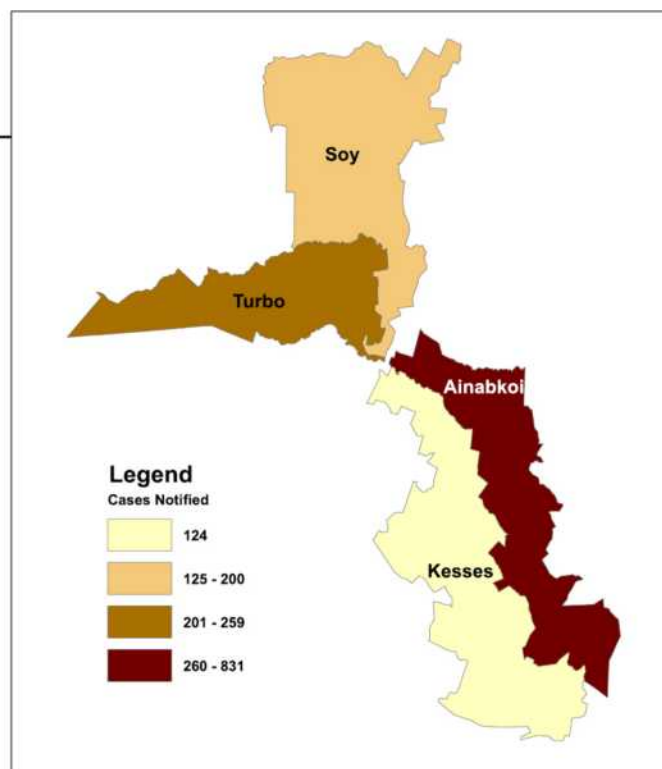 Soy
Turbo
Ainabkoi
Kesses
Legend
Cases Notified
124
125 - 200
201 - 259
260 - 831